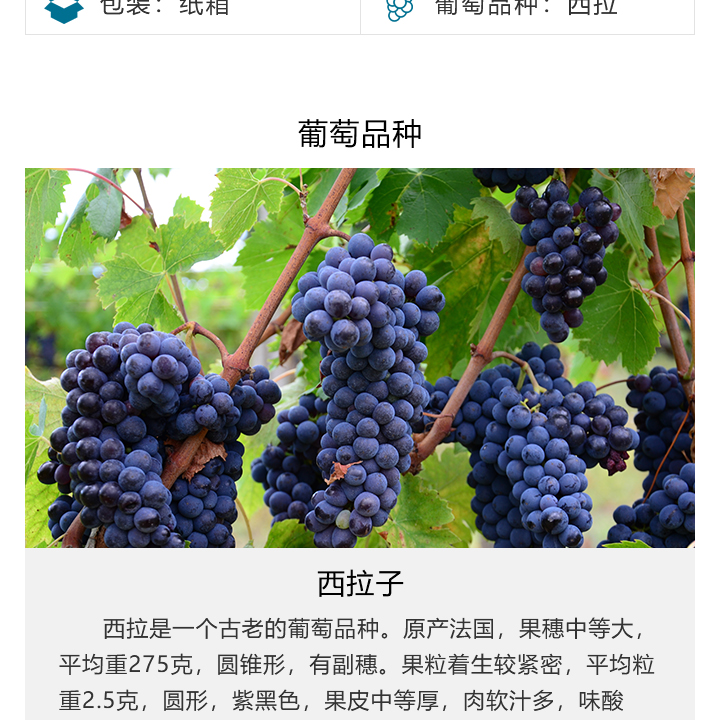 包装：纸箱
葡萄品种：西拉
葡萄品种
西拉子
西拉是一个古老的葡萄品种。原产法国，果穗中等大，
平均重275克，圆锥形，有副穗。果粒着生较紧密，平均粒
重2.5克，圆形，紫黑色，果皮中等厚，肉软汁多，味酸